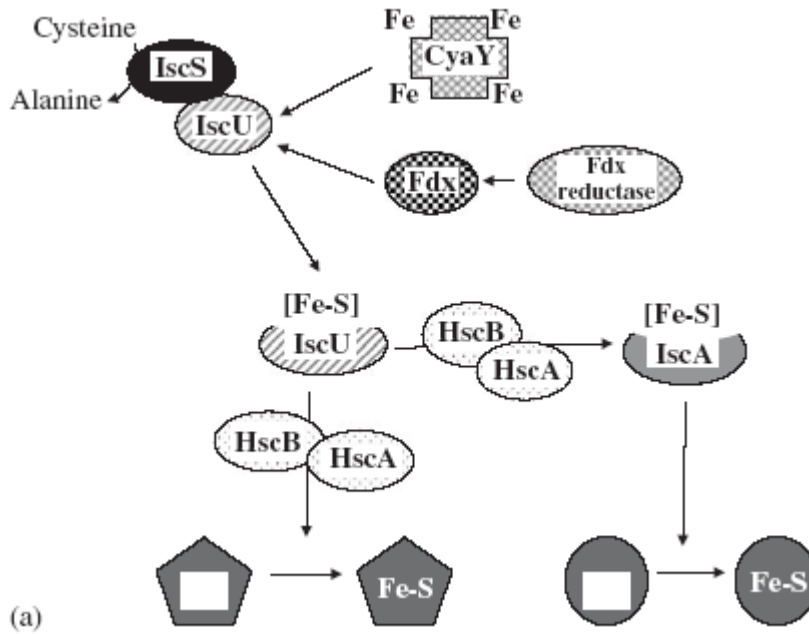 Cysteine
IscS
Alanine
IscU
Fe Fe
CyaY
Fe Fe
Fdx
Fdx
reductase
[Fe-S]
IscU
HscB
HscA
[Fe-S]
IscA
HscB
HscA
Fe-S
Fe-S
(a)